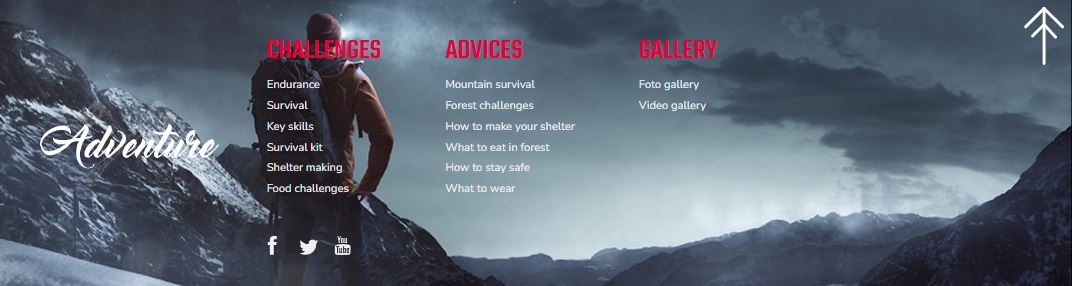 CHALLENGES
Endurance
Survival
Key skills
Survival kit
Shelter making
Food challenges
ADVICES
Mountain survival
Forest challenges
How to make your shelter
What to eat in forest
How to stay safe
What to wear
GALLERY
Foto gallery
Video gallery
Adventure
You
Tube